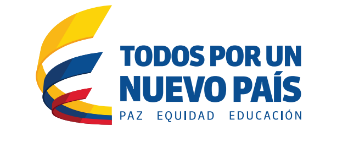 TODOS POR UN
NUEVO PAÍS
PAZ EQUIDAD EDUCACIÓN